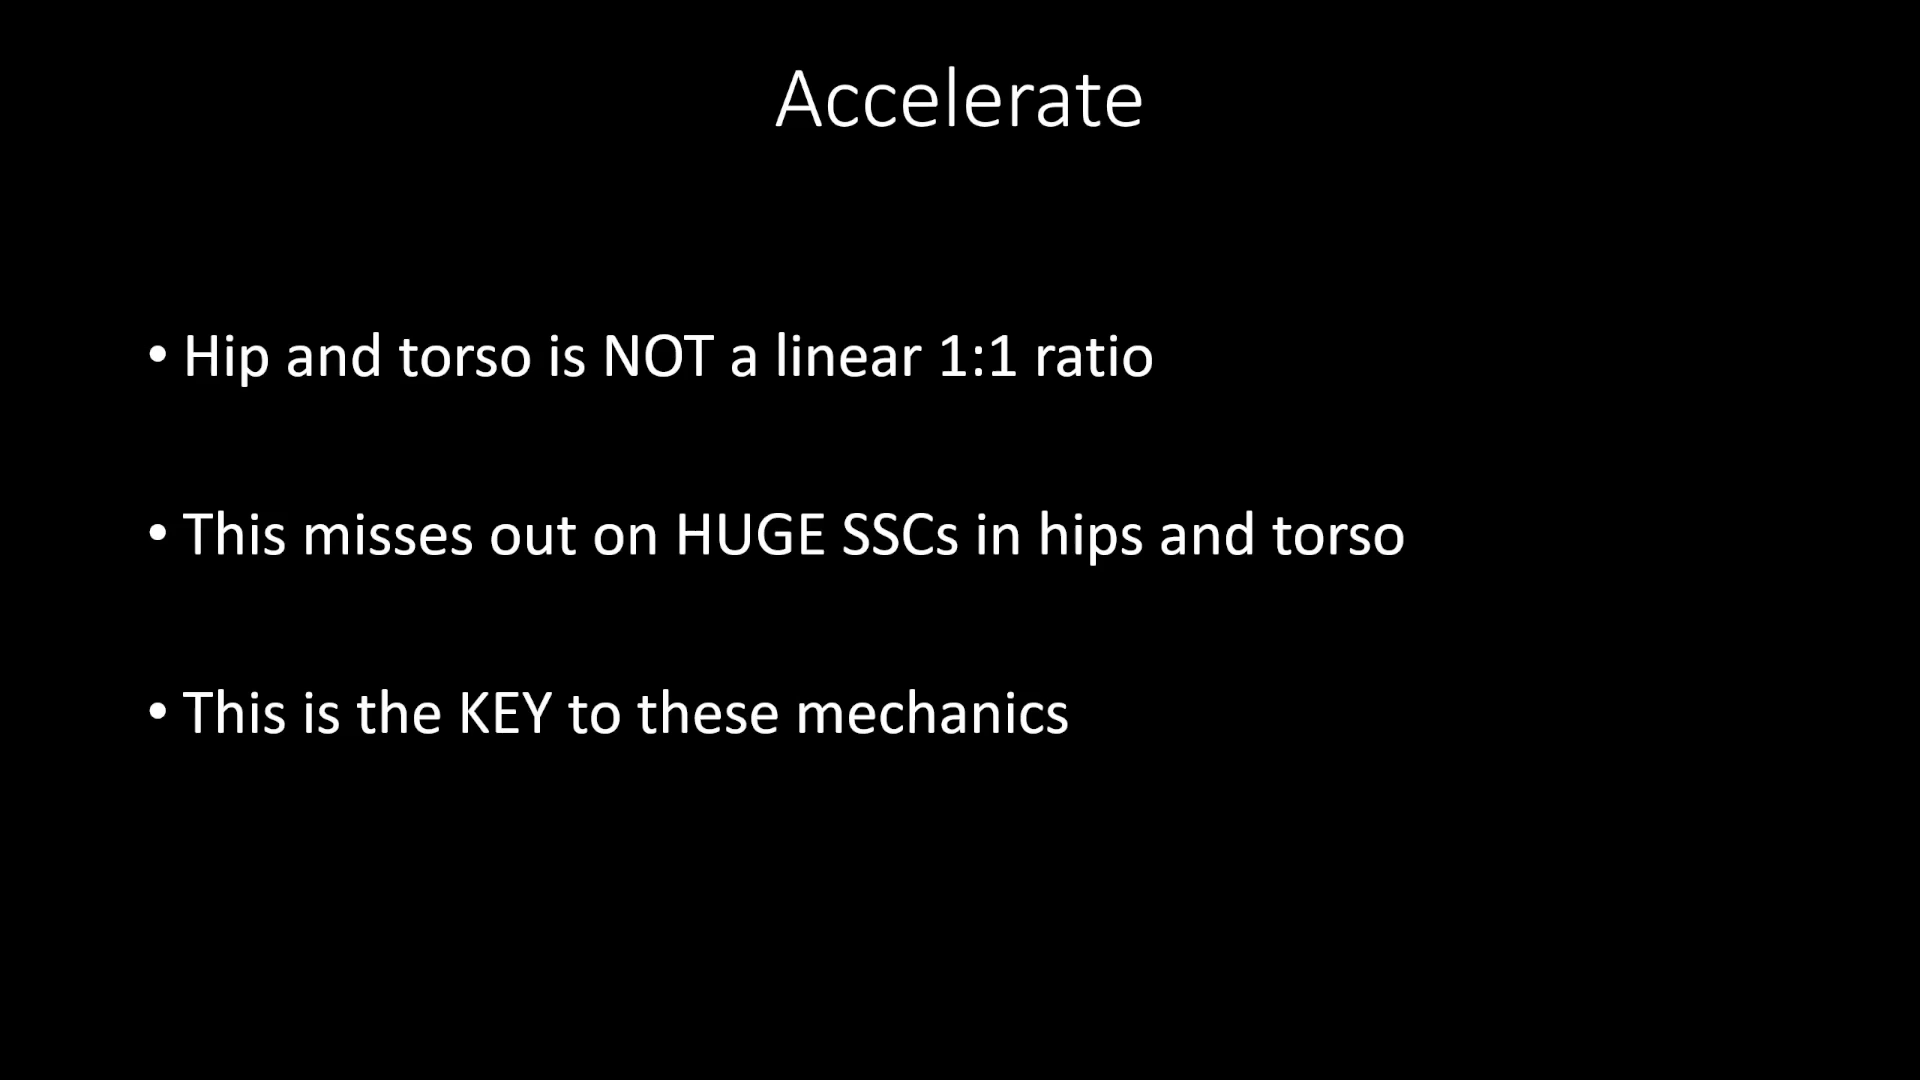 Accelerate
• Hip and torso is NOT a linear 1:1 ratio
• This misses out on HUGE SSCs in hips and torso
• This is the KEY to these mechanics